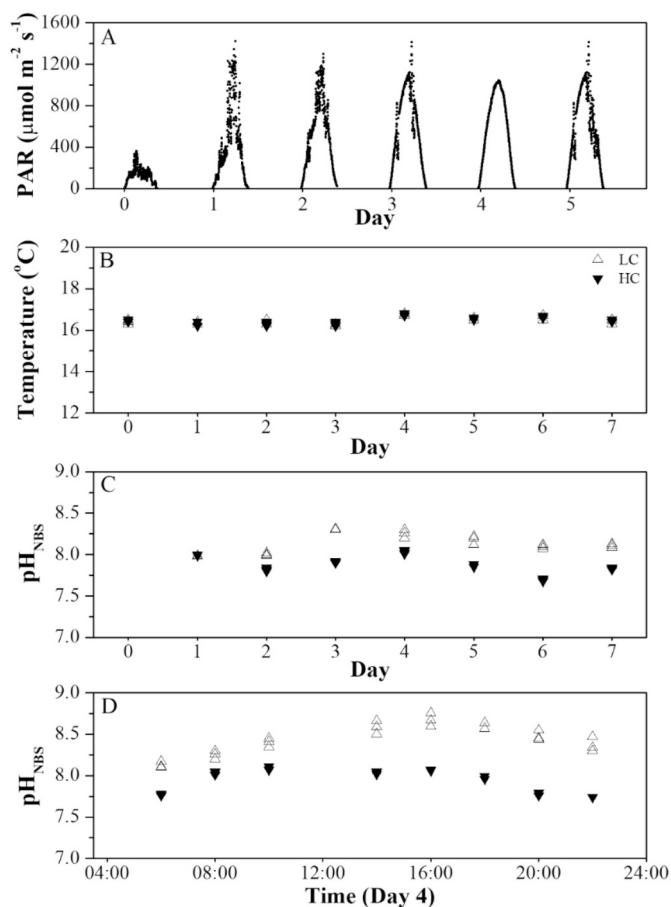 A
PAR (μmol m⁻² s⁻¹)
1600
1200
800
400
0
0 1 2 3 4 5
Day
B
Temperature (°C)
20
18
16
14
12
△ LC
▼ HC
0 1 2 3 4 5 6 7
Day
C
pH_NBS
9.0
8.5
8.0
7.5
7.0
0 1 2 3 4 5 6 7
Day
D
pH_NBS
9.0
8.5
8.0
7.5
7.0
04:00 08:00 12:00 16:00 20:00 24:00
Time (Day 4)